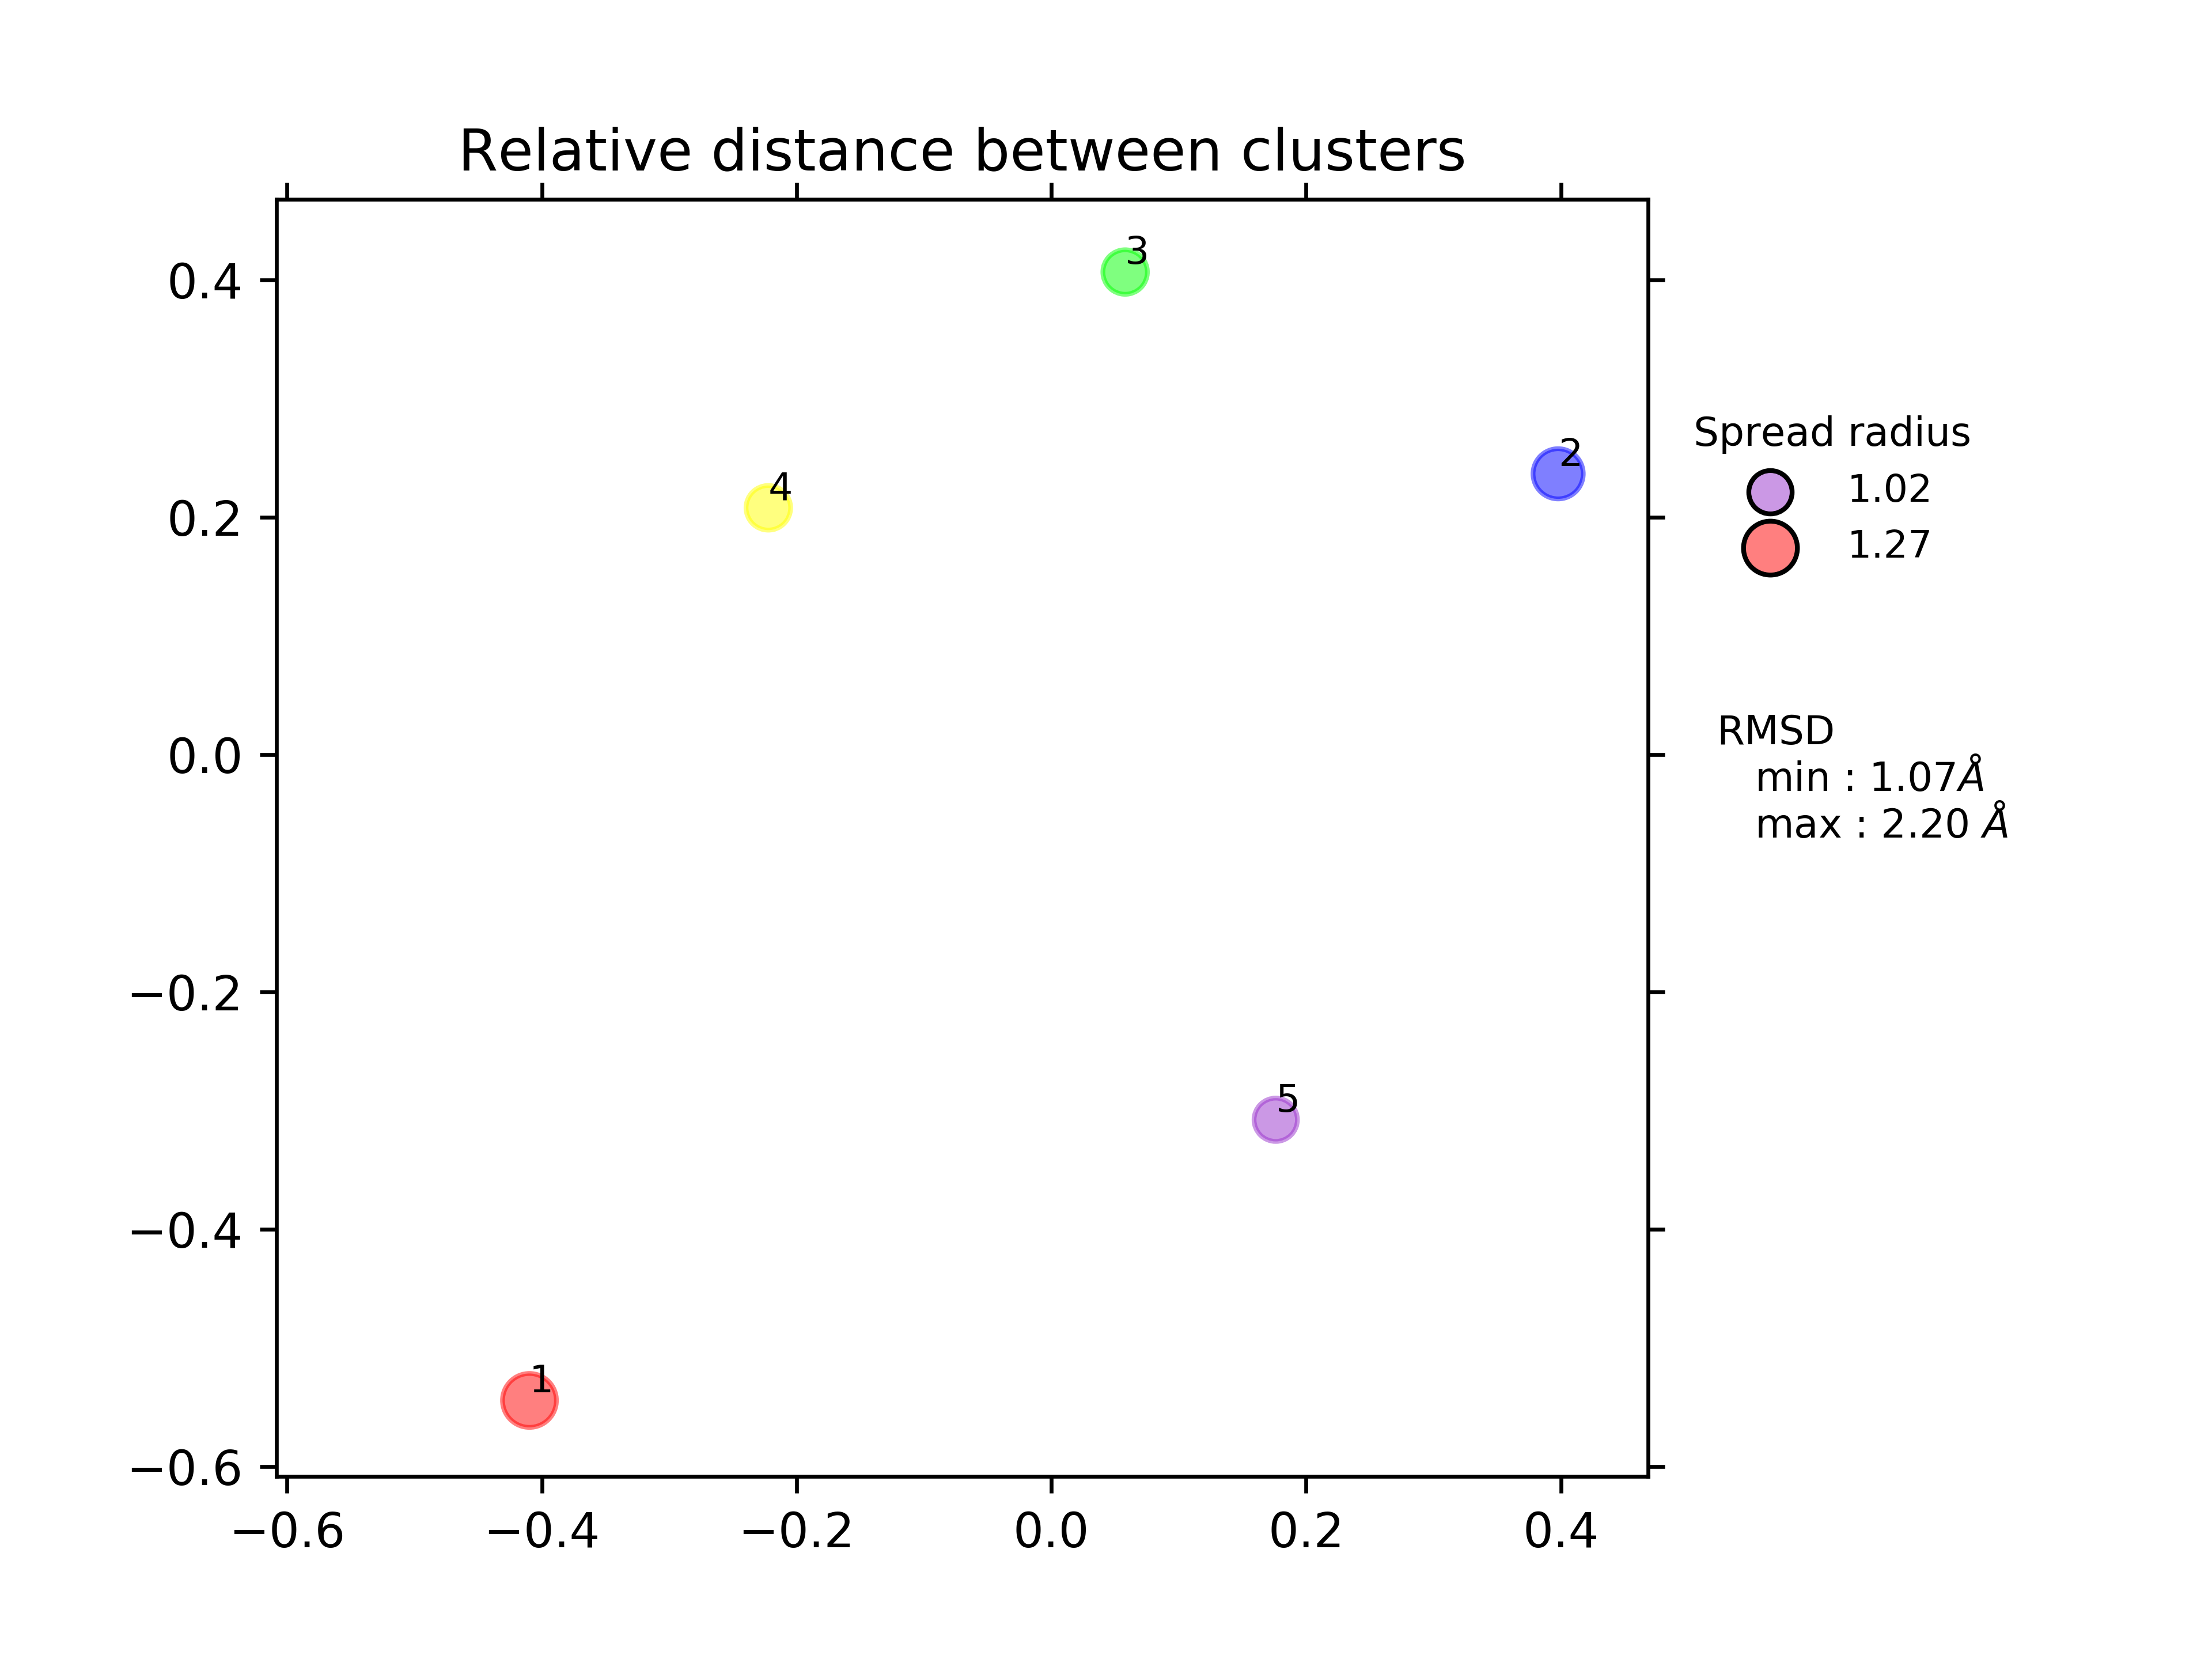 Relative distance between clusters
3
0.4
Spread radius
2
4
1.02
0.2
1.27
RMSD
0.0
min : 1.07Å
max : 2.20 Å
−0.2
5
−0.4
1
−0.6
−0.6 −0.4 −0.2 0.0 0.2 0.4